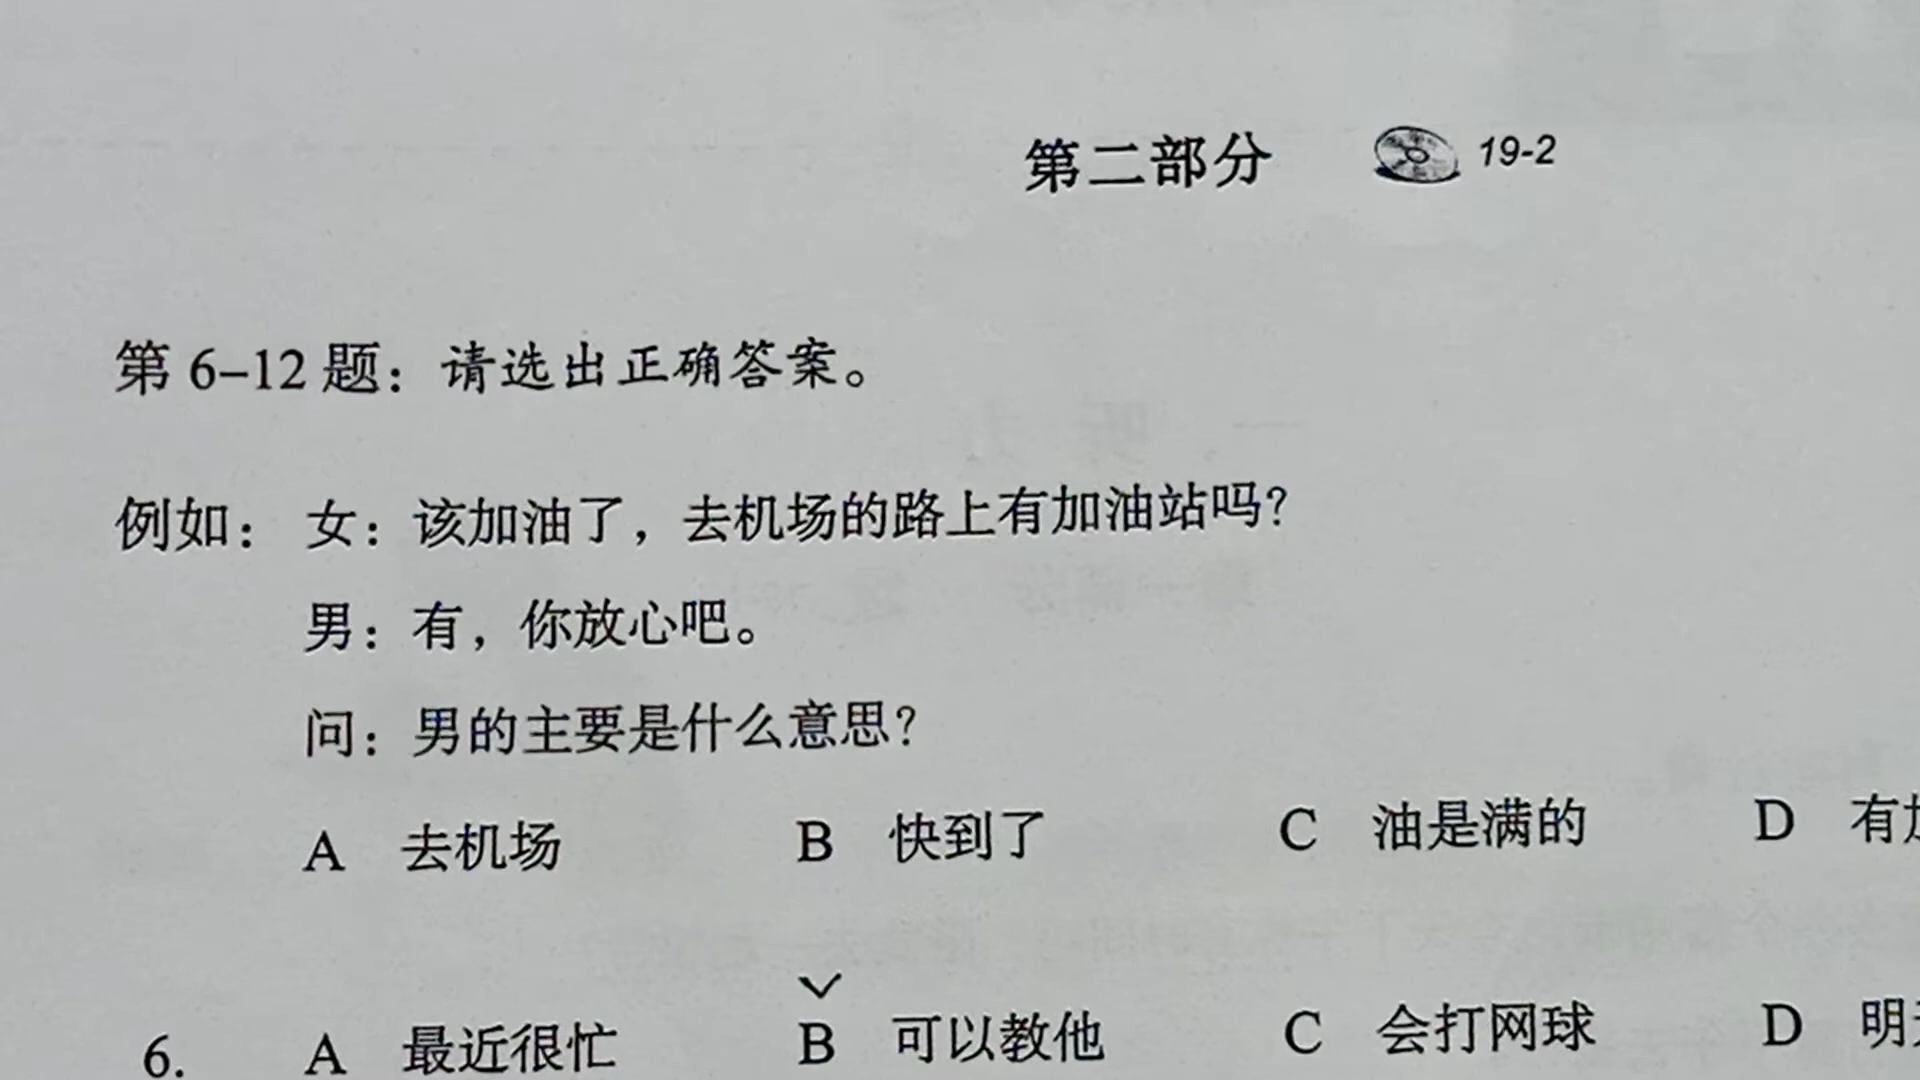 第二部分 19-2
第 6–12 题：请选出正确答案。
例如：女：该加油了，去机场的路上有加油站吗？
男：有，你放心吧。
问：男的主要是什么意思？
A 去机场 B 快到了 C 油是满的 D 有
6. A 最近很忙 B 可以教他 C 会打网球 D 明